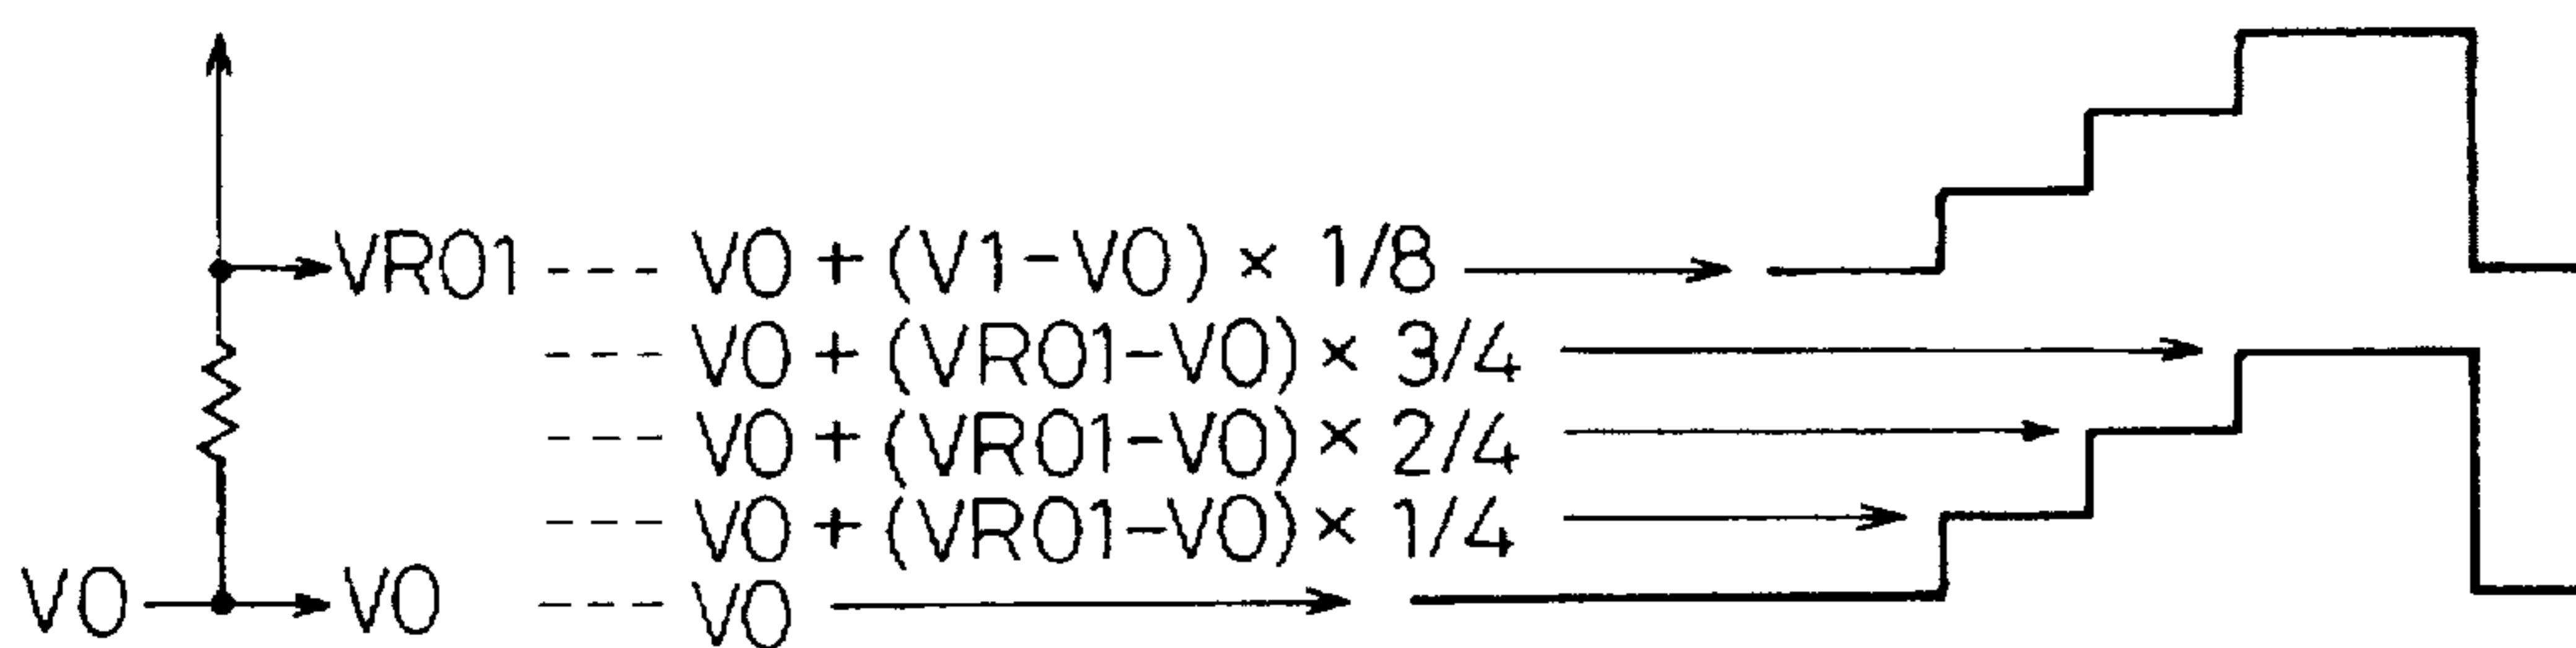 VR01 --- V0 + (V1-V0) × 1/8
--- V0 + (VR01-V0) × 3/4
--- V0 + (VR01-V0) × 2/4
--- V0 + (VR01-V0) × 1/4
V0 V0 --- V0